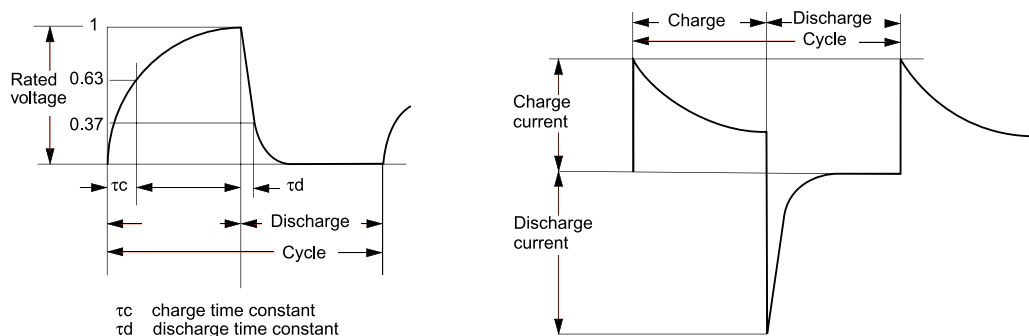 1
Rated
voltage
0.63
0.37
τc
τd
Discharge
Cycle
τc charge time constant
τd discharge time constant
Charge
Discharge
Cycle
Charge
current
Discharge
current